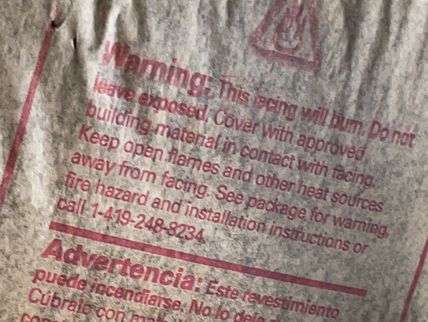 Warning: This facing will burn. Do not
leave exposed. Cover with approved
building material in contact with facing.
Keep open flames and other heat sources
away from facing. See package for warning,
fire hazard and installation instructions or
call 1-419-248-8234
Advertencia: Este revestimiento
puede incendiarse. No lo deje
Cúbralo con